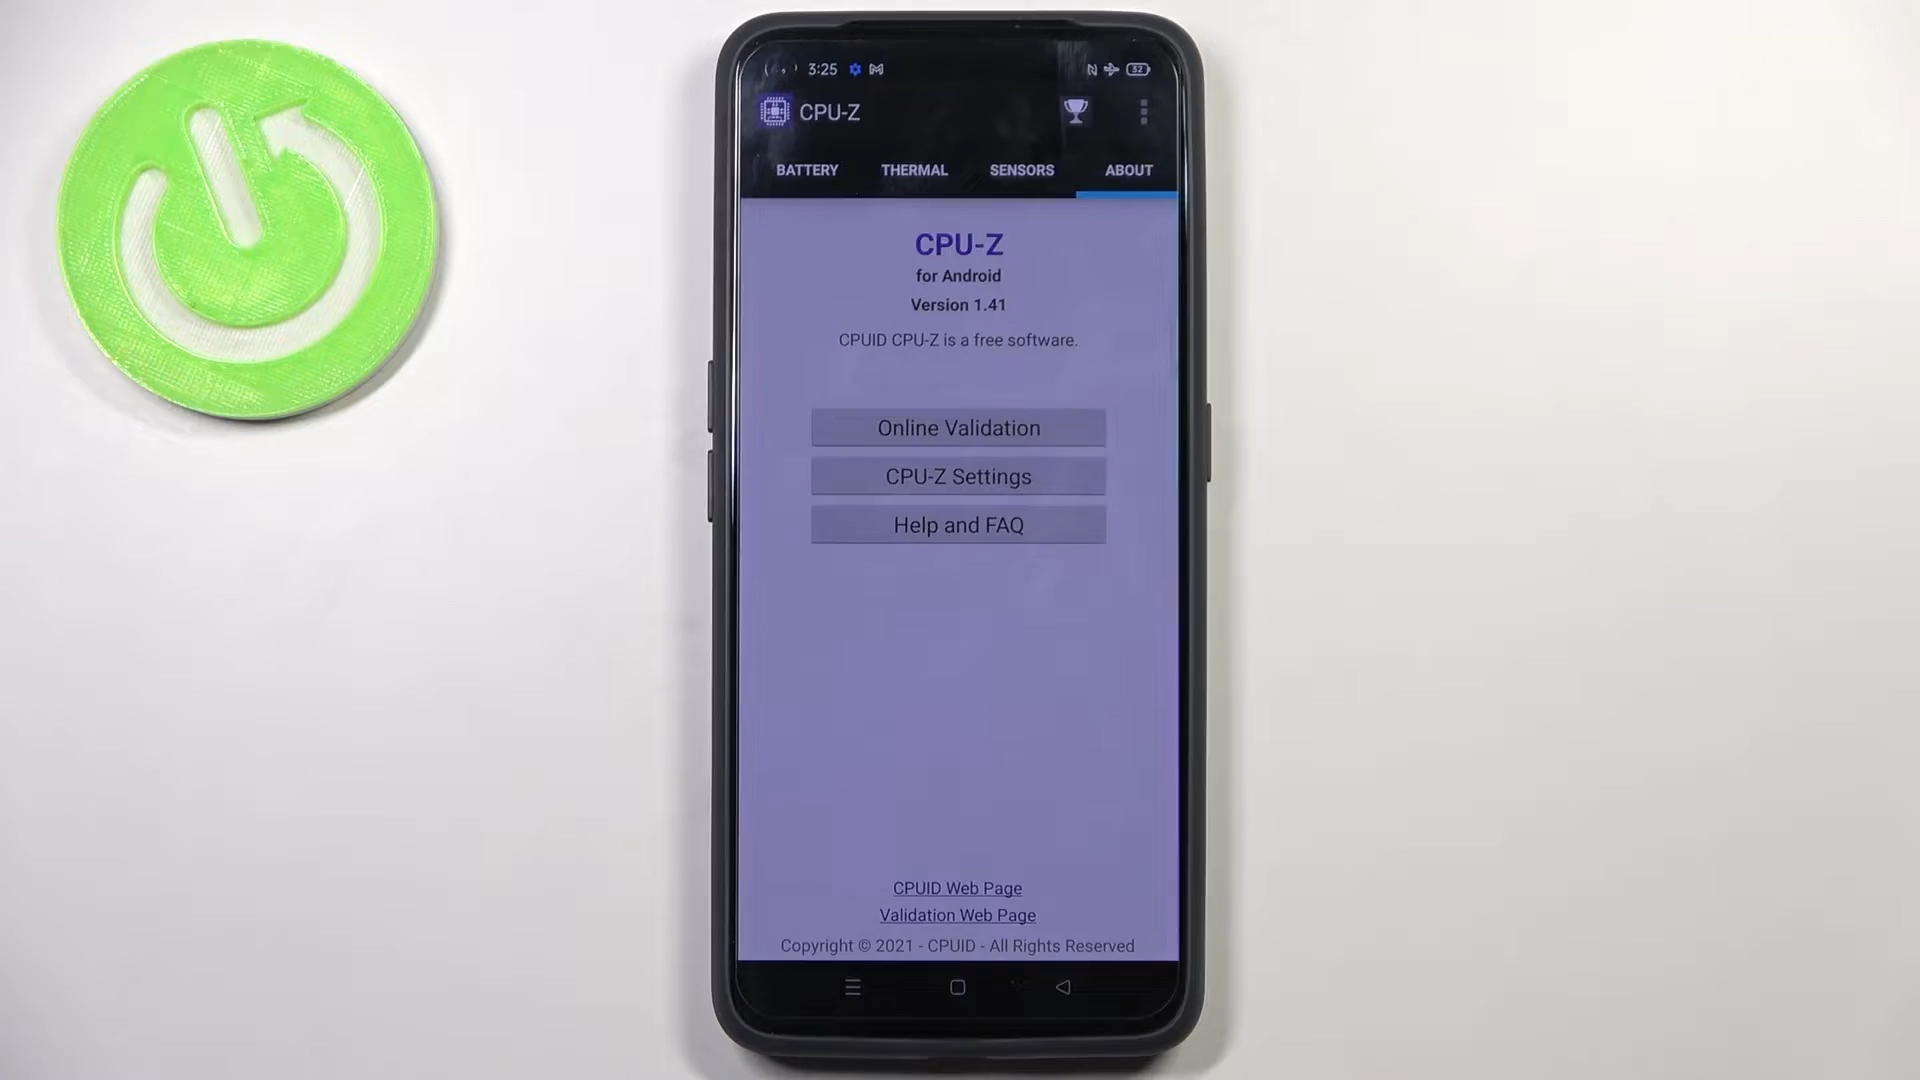 3:25
32
CPU-Z
BATTERY THERMAL SENSORS ABOUT
CPU-Z
for Android
Version 1.41
CPUID CPU-Z is a free software.
Online Validation
CPU-Z Settings
Help and FAQ
CPUID Web Page
Validation Web Page
Copyright © 2021 - CPUID - All Rights Reserved